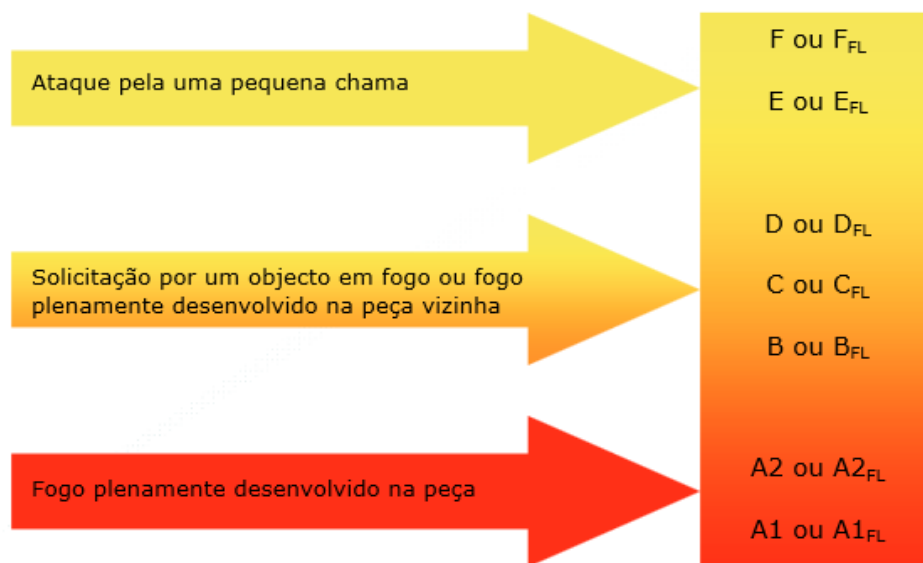 F ou FFL
Ataque pela uma pequena chama
E ou EFL
D ou DFL
Solicitação por um objecto em fogo ou fogo
plenamente desenvolvido na peça vizinha
C ou CFL
B ou BFL
A2 ou A2FL
Fogo plenamente desenvolvido na peça
A1 ou A1FL